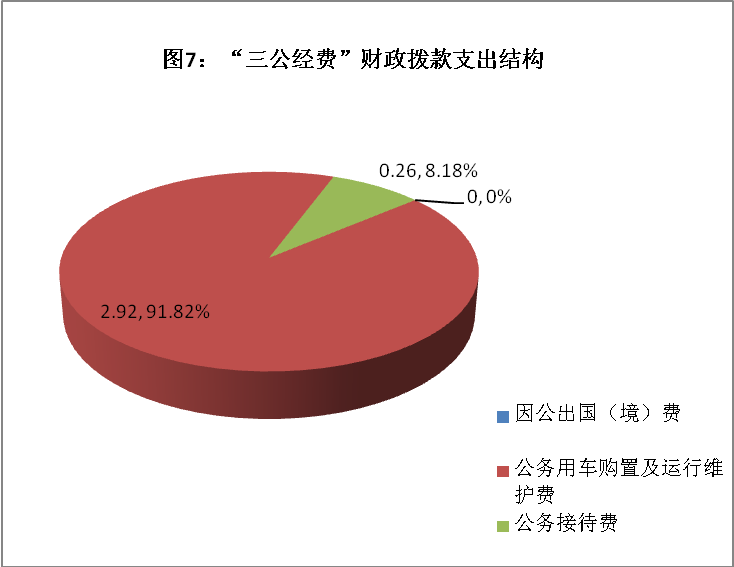 图7：“三公经费”财政拨款支出结构
0.26, 8.18%
0, 0%
2.92, 91.82%
因公出国（境）费
公务用车购置及运行维
护费
公务接待费